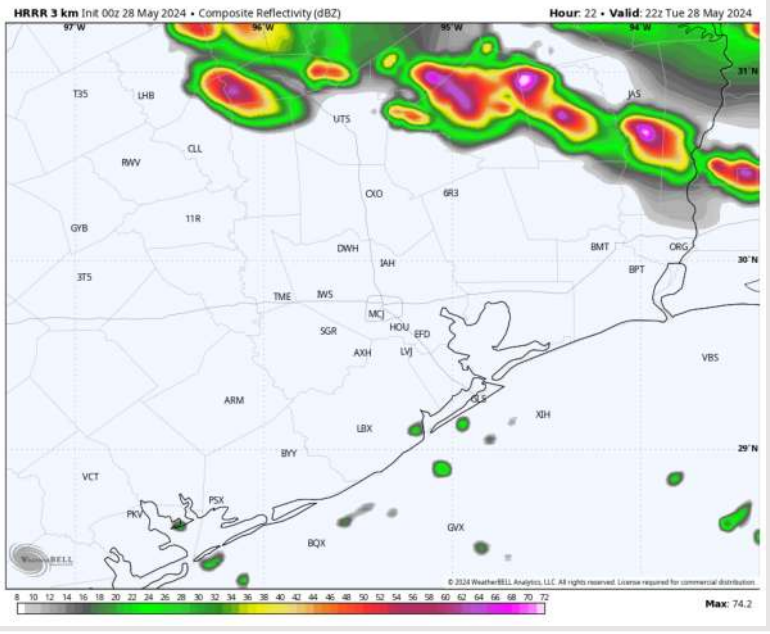 HRRR 3 km Init 00z 28 May 2024 • Composite Reflectivity (dBZ) Hour: 22 • Valid: 22z Tue 28 May 2024
97°W 96°W 95°W 94°W
31°N
T35 LHB JAS
UTS
CLL
RWV
CXO 6R3
11R
GYB
DWH BMT ORG
IAH 30°N
3T5 BPT
TME IWS
MCJ
SGR HOU EFD
AXH LVJ
VBS
ARM GLS
XIH
LBX
BYY 29°N
VCT
PSX
PKV
GVX
BQX
WeatherBELL
© 2024 WeatherBELL Analytics, LLC. All rights reserved. License required for commercial distribution.
8 10 12 14 16 18 20 22 24 26 28 30 32 34 36 38 40 42 44 46 48 50 52 54 56 58 60 62 64 66 68 70 72 Max: 74.2